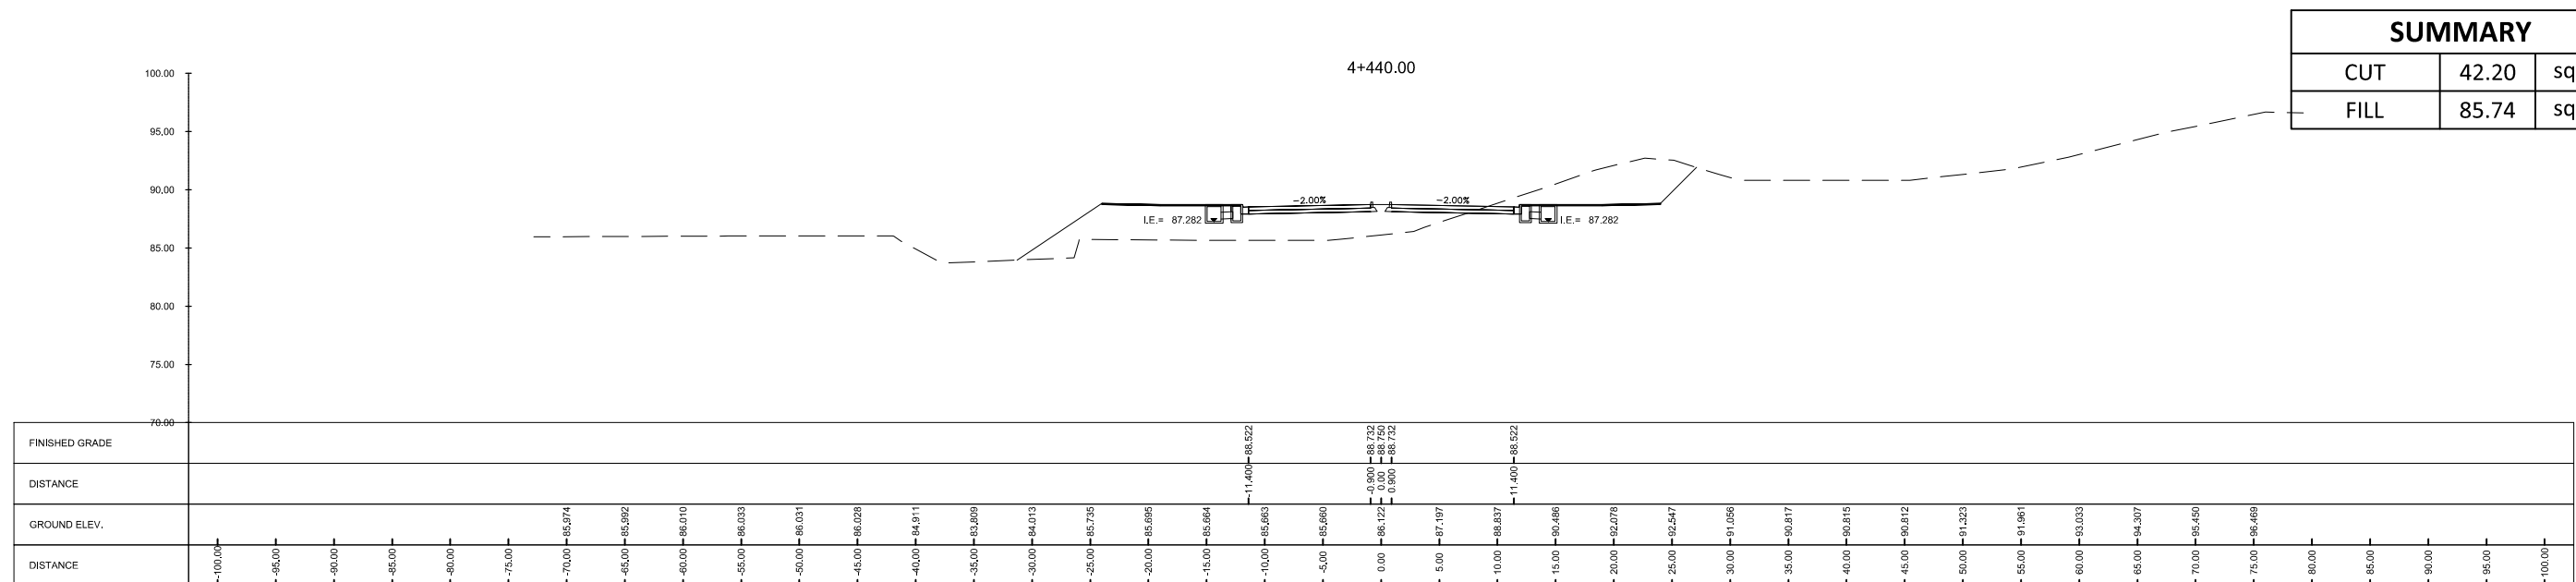 SUMMARY
CUT 42.20 sq
FILL 85.74 sq
4+440.00
100.00
95.00
90.00
85.00
80.00
75.00
70.00
-2.00% -2.00%
I.E.= 87.282 I.E.= 87.282
FINISHED GRADE 88.522 88.732 88.750 88.732 88.522
DISTANCE -11.400 -0.900 0.00 0.900 11.400
GROUND ELEV. 85.974 85.992 86.010 86.033 86.031 86.028 84.911 83.809 84.013 85.735 85.695 85.664 85.663 85.660 86.122 87.197 88.837 90.486 92.078 92.547 91.056 90.817 90.815 90.812 91.323 91.961 93.033 94.307 95.450 96.469
DISTANCE -100.00 -95.00 -90.00 -85.00 -80.00 -75.00 -70.00 -65.00 -60.00 -55.00 -50.00 -45.00 -40.00 -35.00 -30.00 -25.00 -20.00 -15.00 -10.00 -5.00 0.00 5.00 10.00 15.00 20.00 25.00 30.00 35.00 40.00 45.00 50.00 55.00 60.00 65.00 70.00 75.00 80.00 85.00 90.00 95.00 100.00